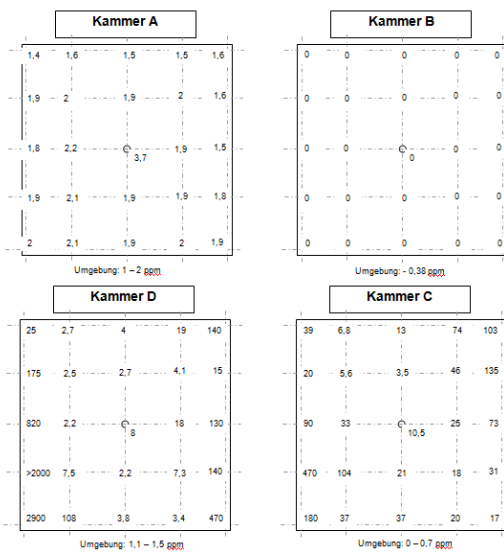 Kammer A
1,4 1,6 1,5 1,5 1,6
1,9 2 1,9 2 1,6
1,8 2,2 3,7 1,9 1,5
1,9 2,1 1,9 1,9 1,8
2 2,1 1,9 2 1,9
Umgebung: 1 – 2 ppm
Kammer B
0 0 0 0 0
0 0 0 0 0
0 0 0 0 0
0 0 0 0 0
0 0 0 0 0
Umgebung: - 0,38 ppm
Kammer D
25 2,7 4 19 140
175 2,5 2,7 4,1 15
820 2,2 8 18 130
>2000 7,5 2,2 7,3 140
2900 108 3,8 3,4 470
Umgebung: 1,1 – 1,5 ppm
Kammer C
39 6,8 13 74 103
20 5,6 3,5 46 135
90 33 10,5 25 73
470 104 21 18 31
180 37 37 20 17
Umgebung: 0 – 0,7 ppm